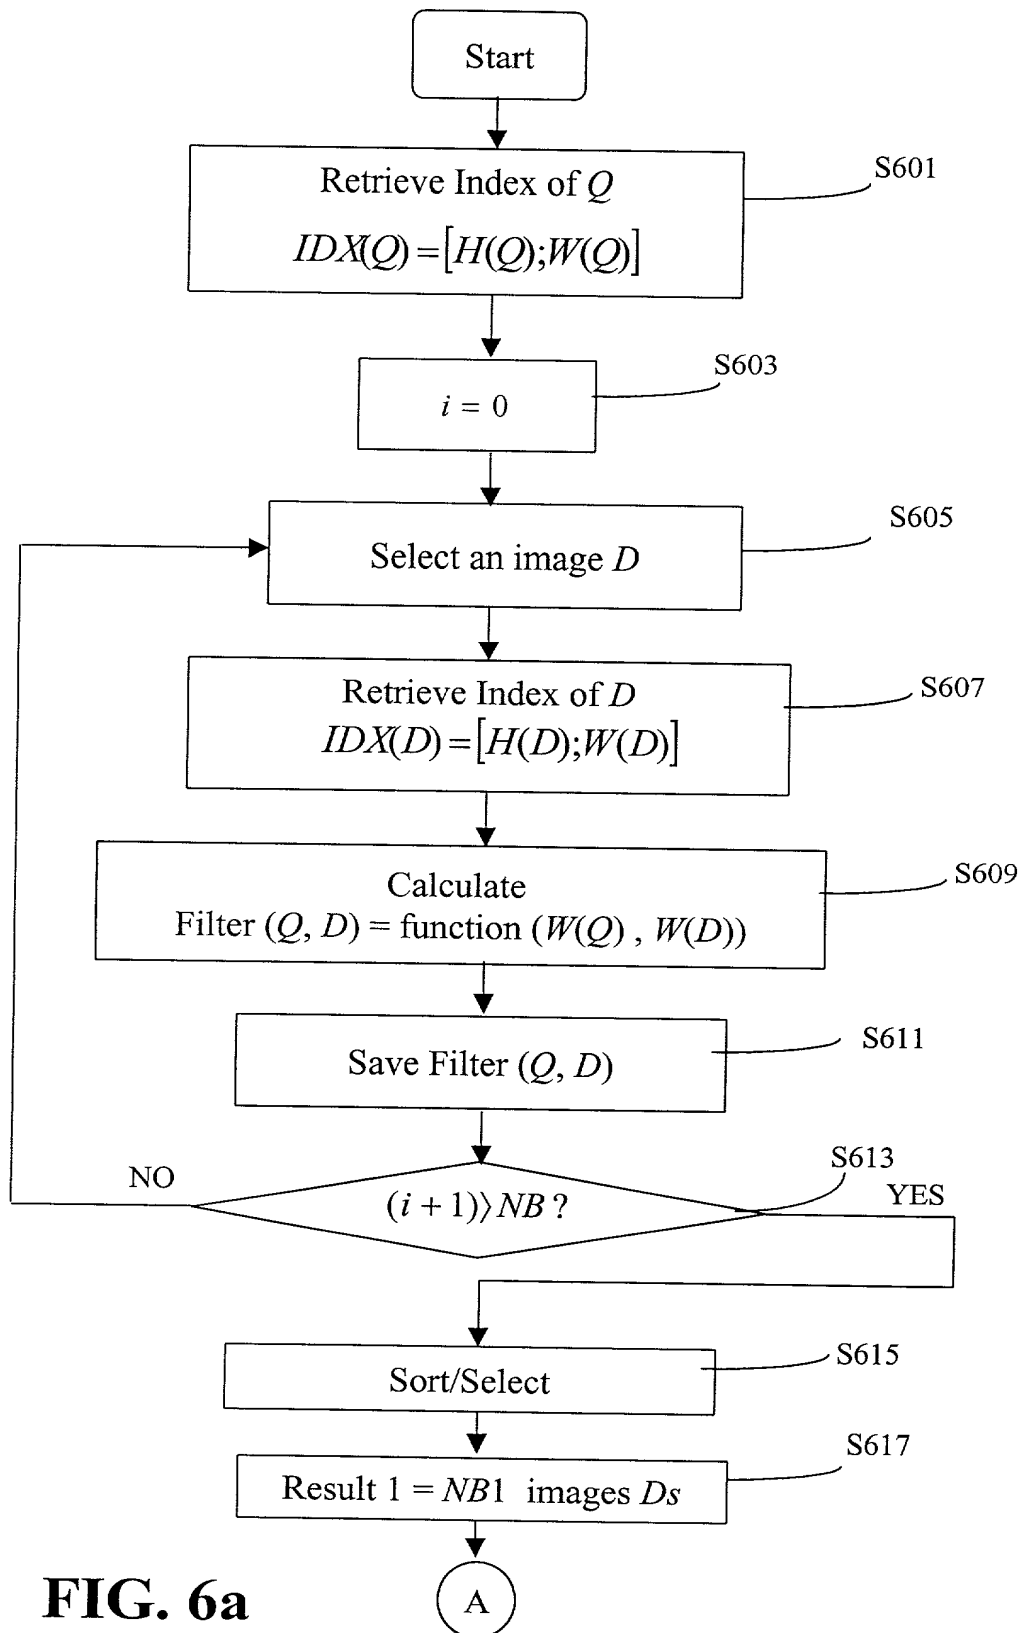 Start
Retrieve Index of Q
S601
IDX(Q) = [H(Q);W(Q)]
S603
i = 0
S605
Select an image D
Retrieve Index of D
S607
IDX(D) = [H(D);W(D)]
Calculate
S609
Filter (Q, D) = function (W(Q) , W(D))
S611
Save Filter (Q, D)
S613
NO
YES
(i + 1)⟩ NB ?
S615
Sort/Select
S617
Result 1 = NB1 images Ds
A
FIG. 6a